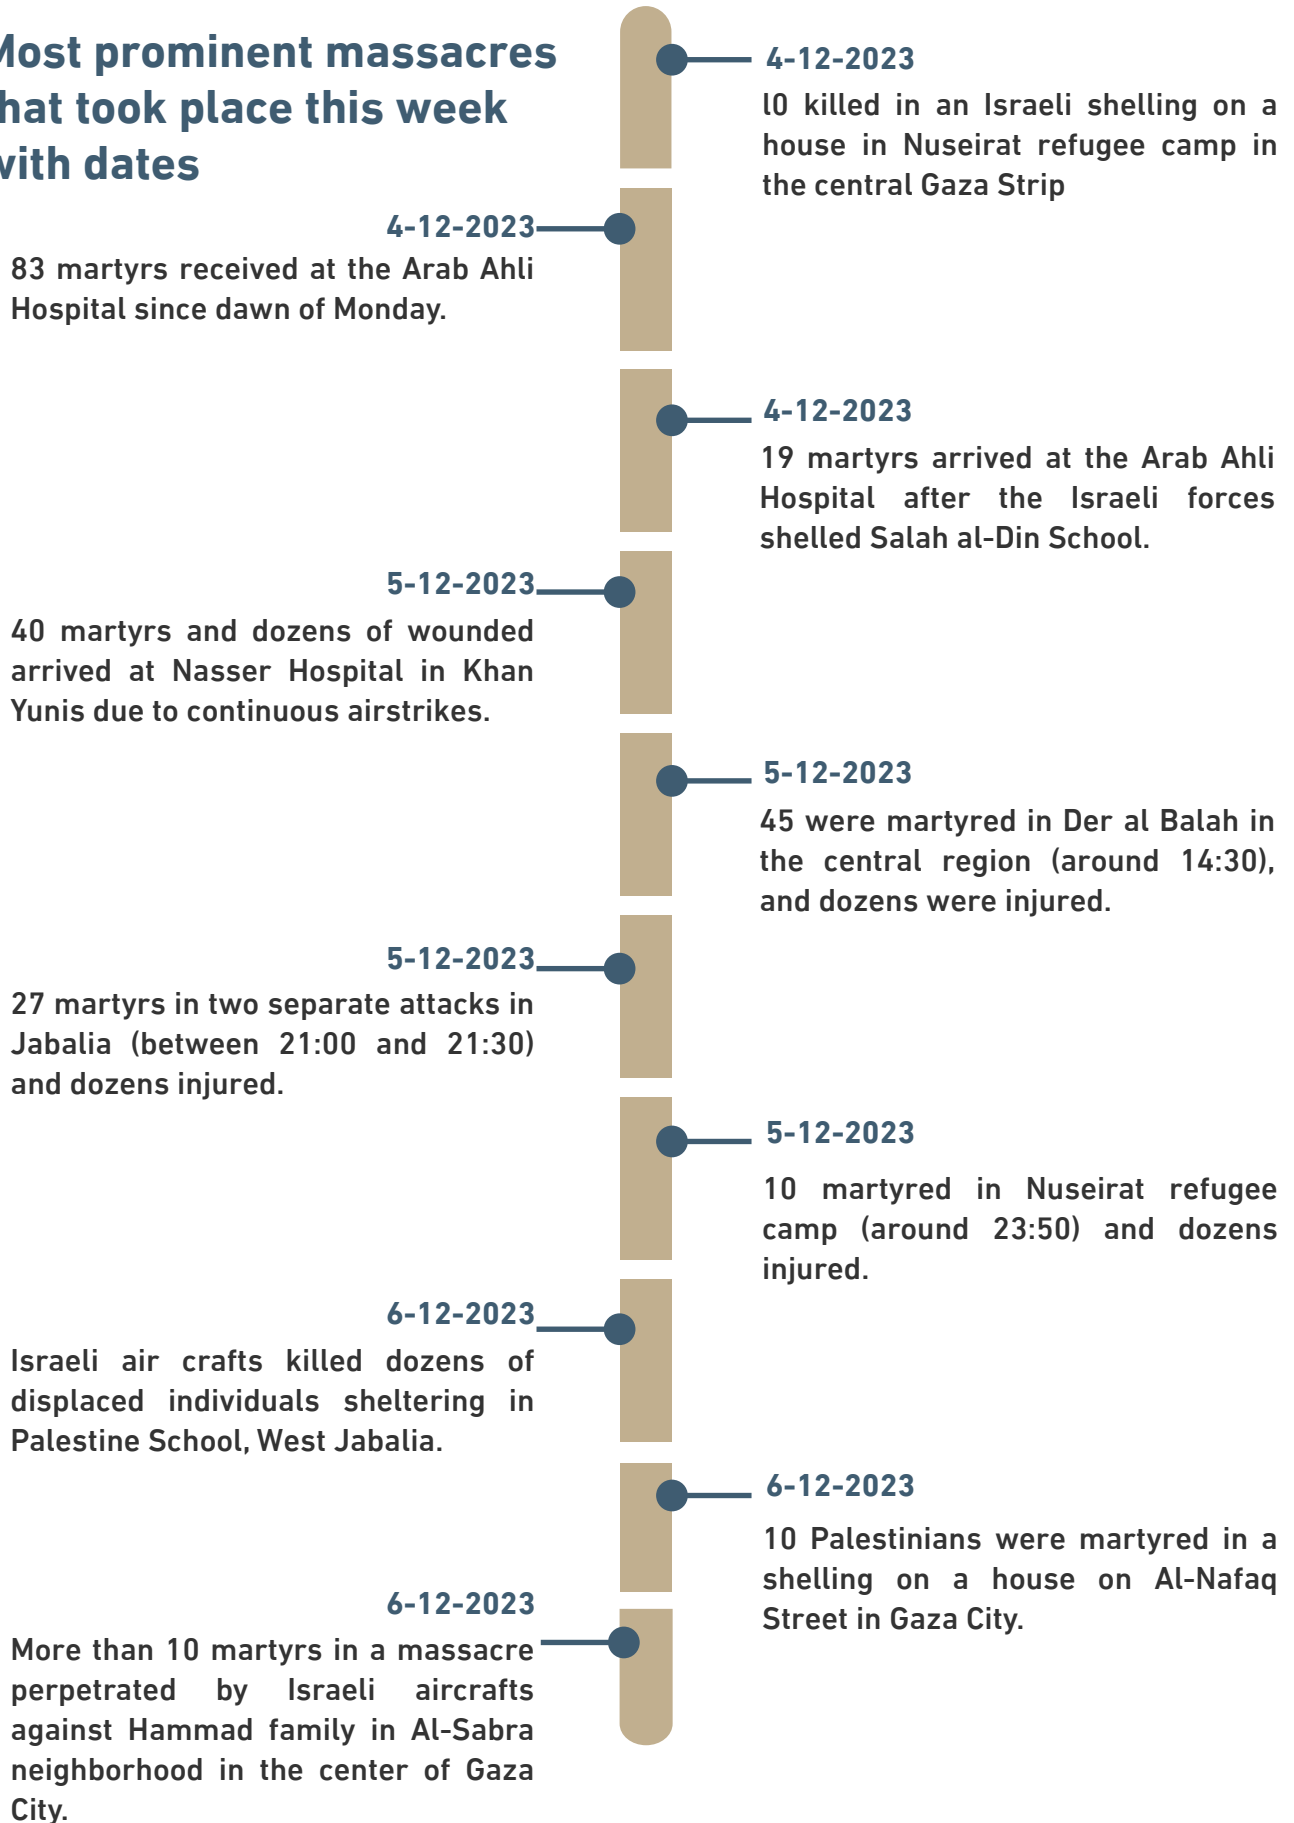 Most prominent massacres
that took place this week
with dates
4-12-2023
10 killed in an Israeli shelling on a
house in Nuseirat refugee camp in
the central Gaza Strip
4-12-2023
83 martyrs received at the Arab Ahli
Hospital since dawn of Monday.
4-12-2023
19 martyrs arrived at the Arab Ahli
Hospital after the Israeli forces
shelled Salah al-Din School.
5-12-2023
40 martyrs and dozens of wounded
arrived at Nasser Hospital in Khan
Yunis due to continuous airstrikes.
5-12-2023
45 were martyred in Der al Balah in
the central region (around 14:30),
and dozens were injured.
5-12-2023
27 martyrs in two separate attacks in
Jabalia (between 21:00 and 21:30)
and dozens injured.
5-12-2023
10 martyred in Nuseirat refugee
camp (around 23:50) and dozens
injured.
6-12-2023
Israeli air crafts killed dozens of
displaced individuals sheltering in
Palestine School, West Jabalia.
6-12-2023
10 Palestinians were martyred in a
shelling on a house on Al-Nafaq
Street in Gaza City.
6-12-2023
More than 10 martyrs in a massacre
perpetrated by Israeli aircrafts
against Hammad family in Al-Sabra
neighborhood in the center of Gaza
City.